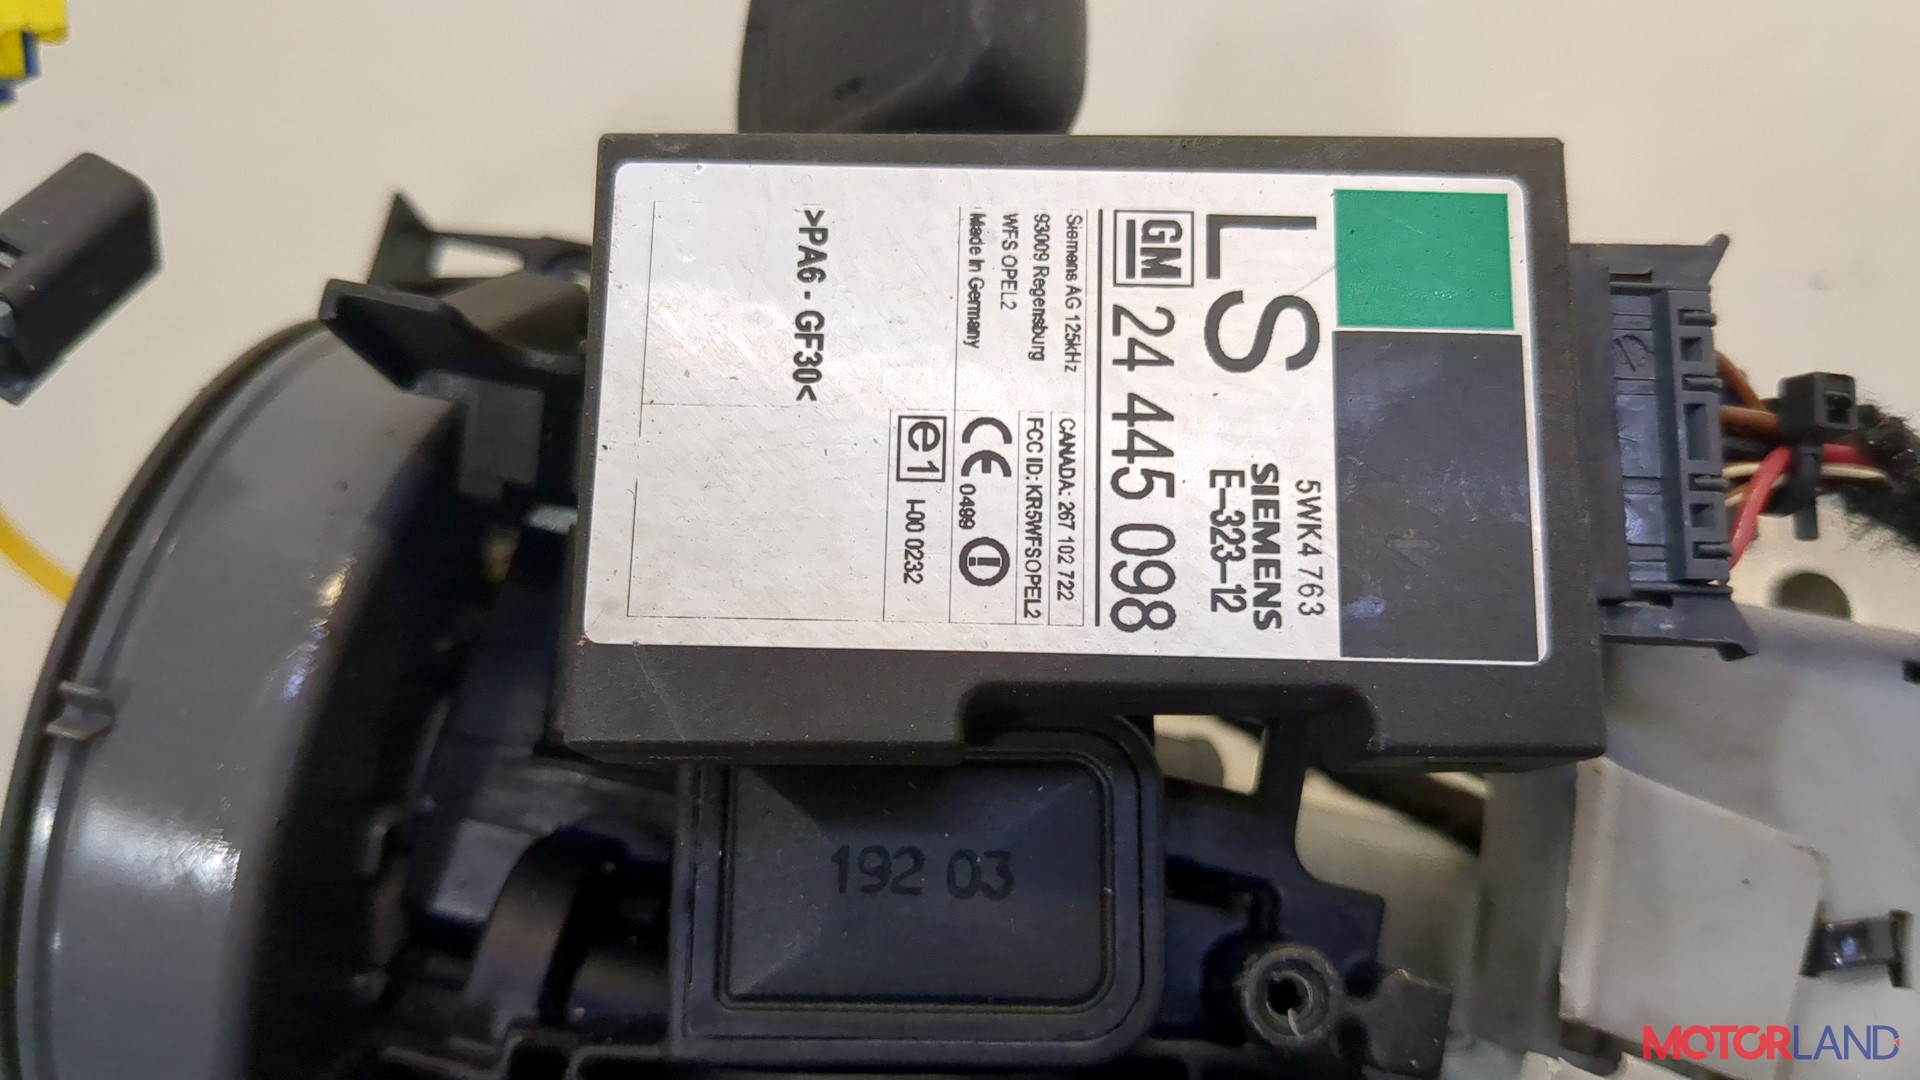 5WK4 763
SIEMENS
LS
E-323-12
GM 24 445 098
Siemens AG 125kHz
CANADA: 267 102 722
93009 Regensburg
FCC ID: KR5WFSOPEL2
WFS OPEL2
Made in Germany
CE 0499
e1 I-00 0232
>PA6 - GF30<
192 03
MOTORLAND